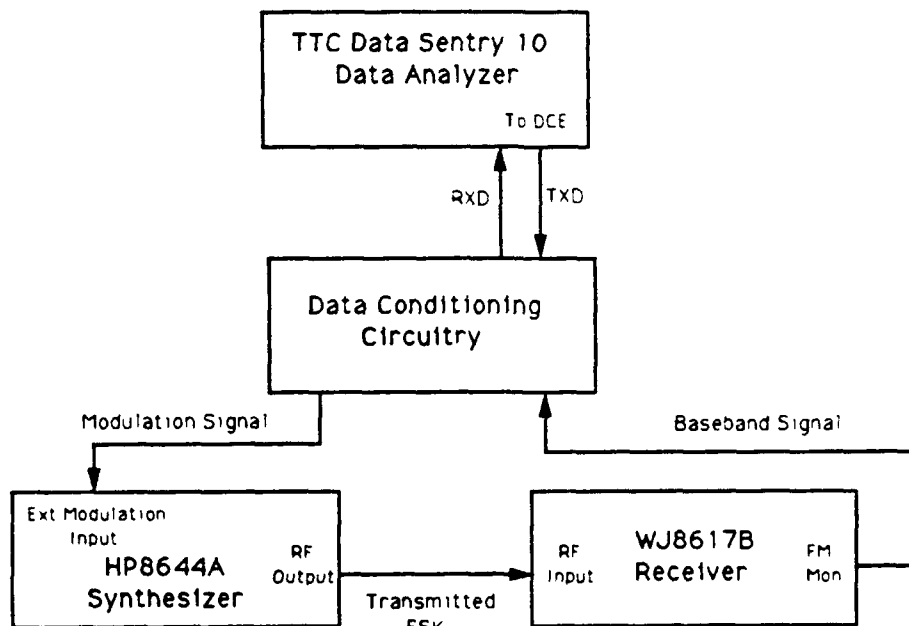 TTC Data Sentry 10
Data Analyzer
To DCE
RXD
TXD
Data Conditioning
Circuitry
Modulation Signal
Baseband Signal
Ext Modulation
Input
HP8644A
Synthesizer
RF
Output
Transmitted
FSK
RF
Input
WJ8617B
Receiver
FM
Mon